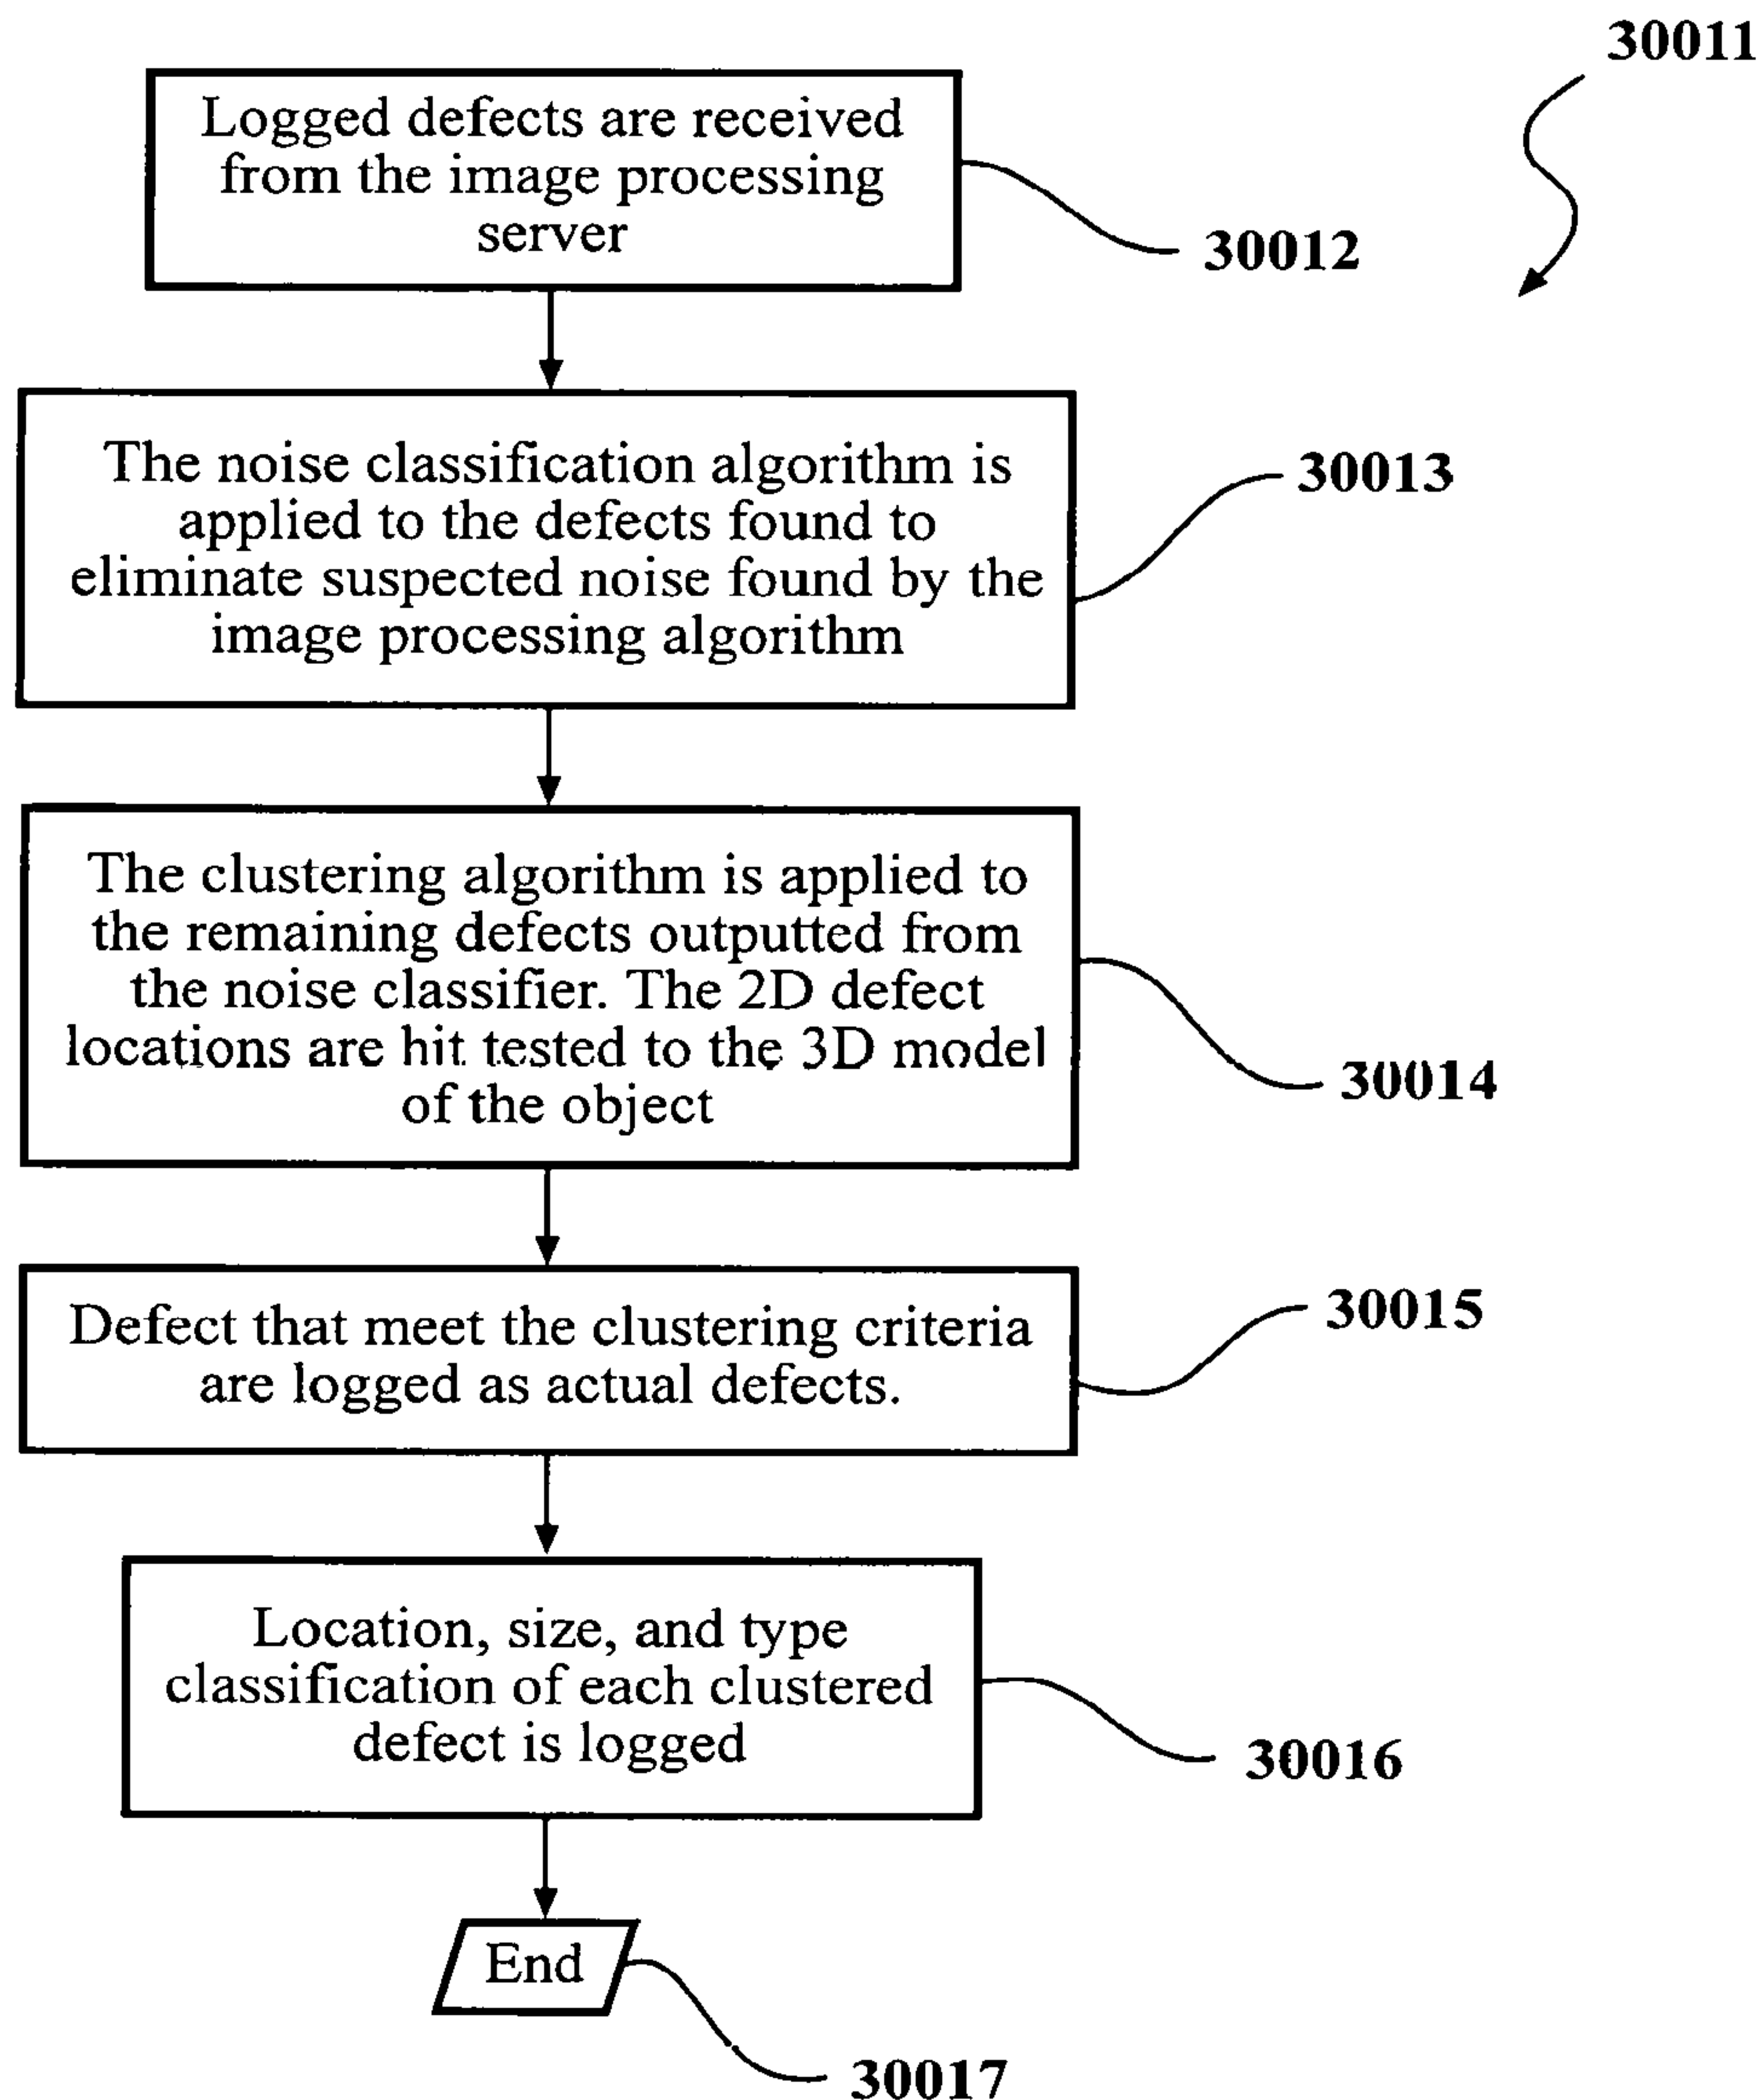 30011
Logged defects are received
from the image processing
server
30012
The noise classification algorithm is
applied to the defects found to
eliminate suspected noise found by the
image processing algorithm
30013
The clustering algorithm is applied to
the remaining defects outputted from
the noise classifier. The 2D defect
locations are hit tested to the 3D model
of the object
30014
Defect that meet the clustering criteria
are logged as actual defects.
30015
Location, size, and type
classification of each clustered
defect is logged
30016
End
30017